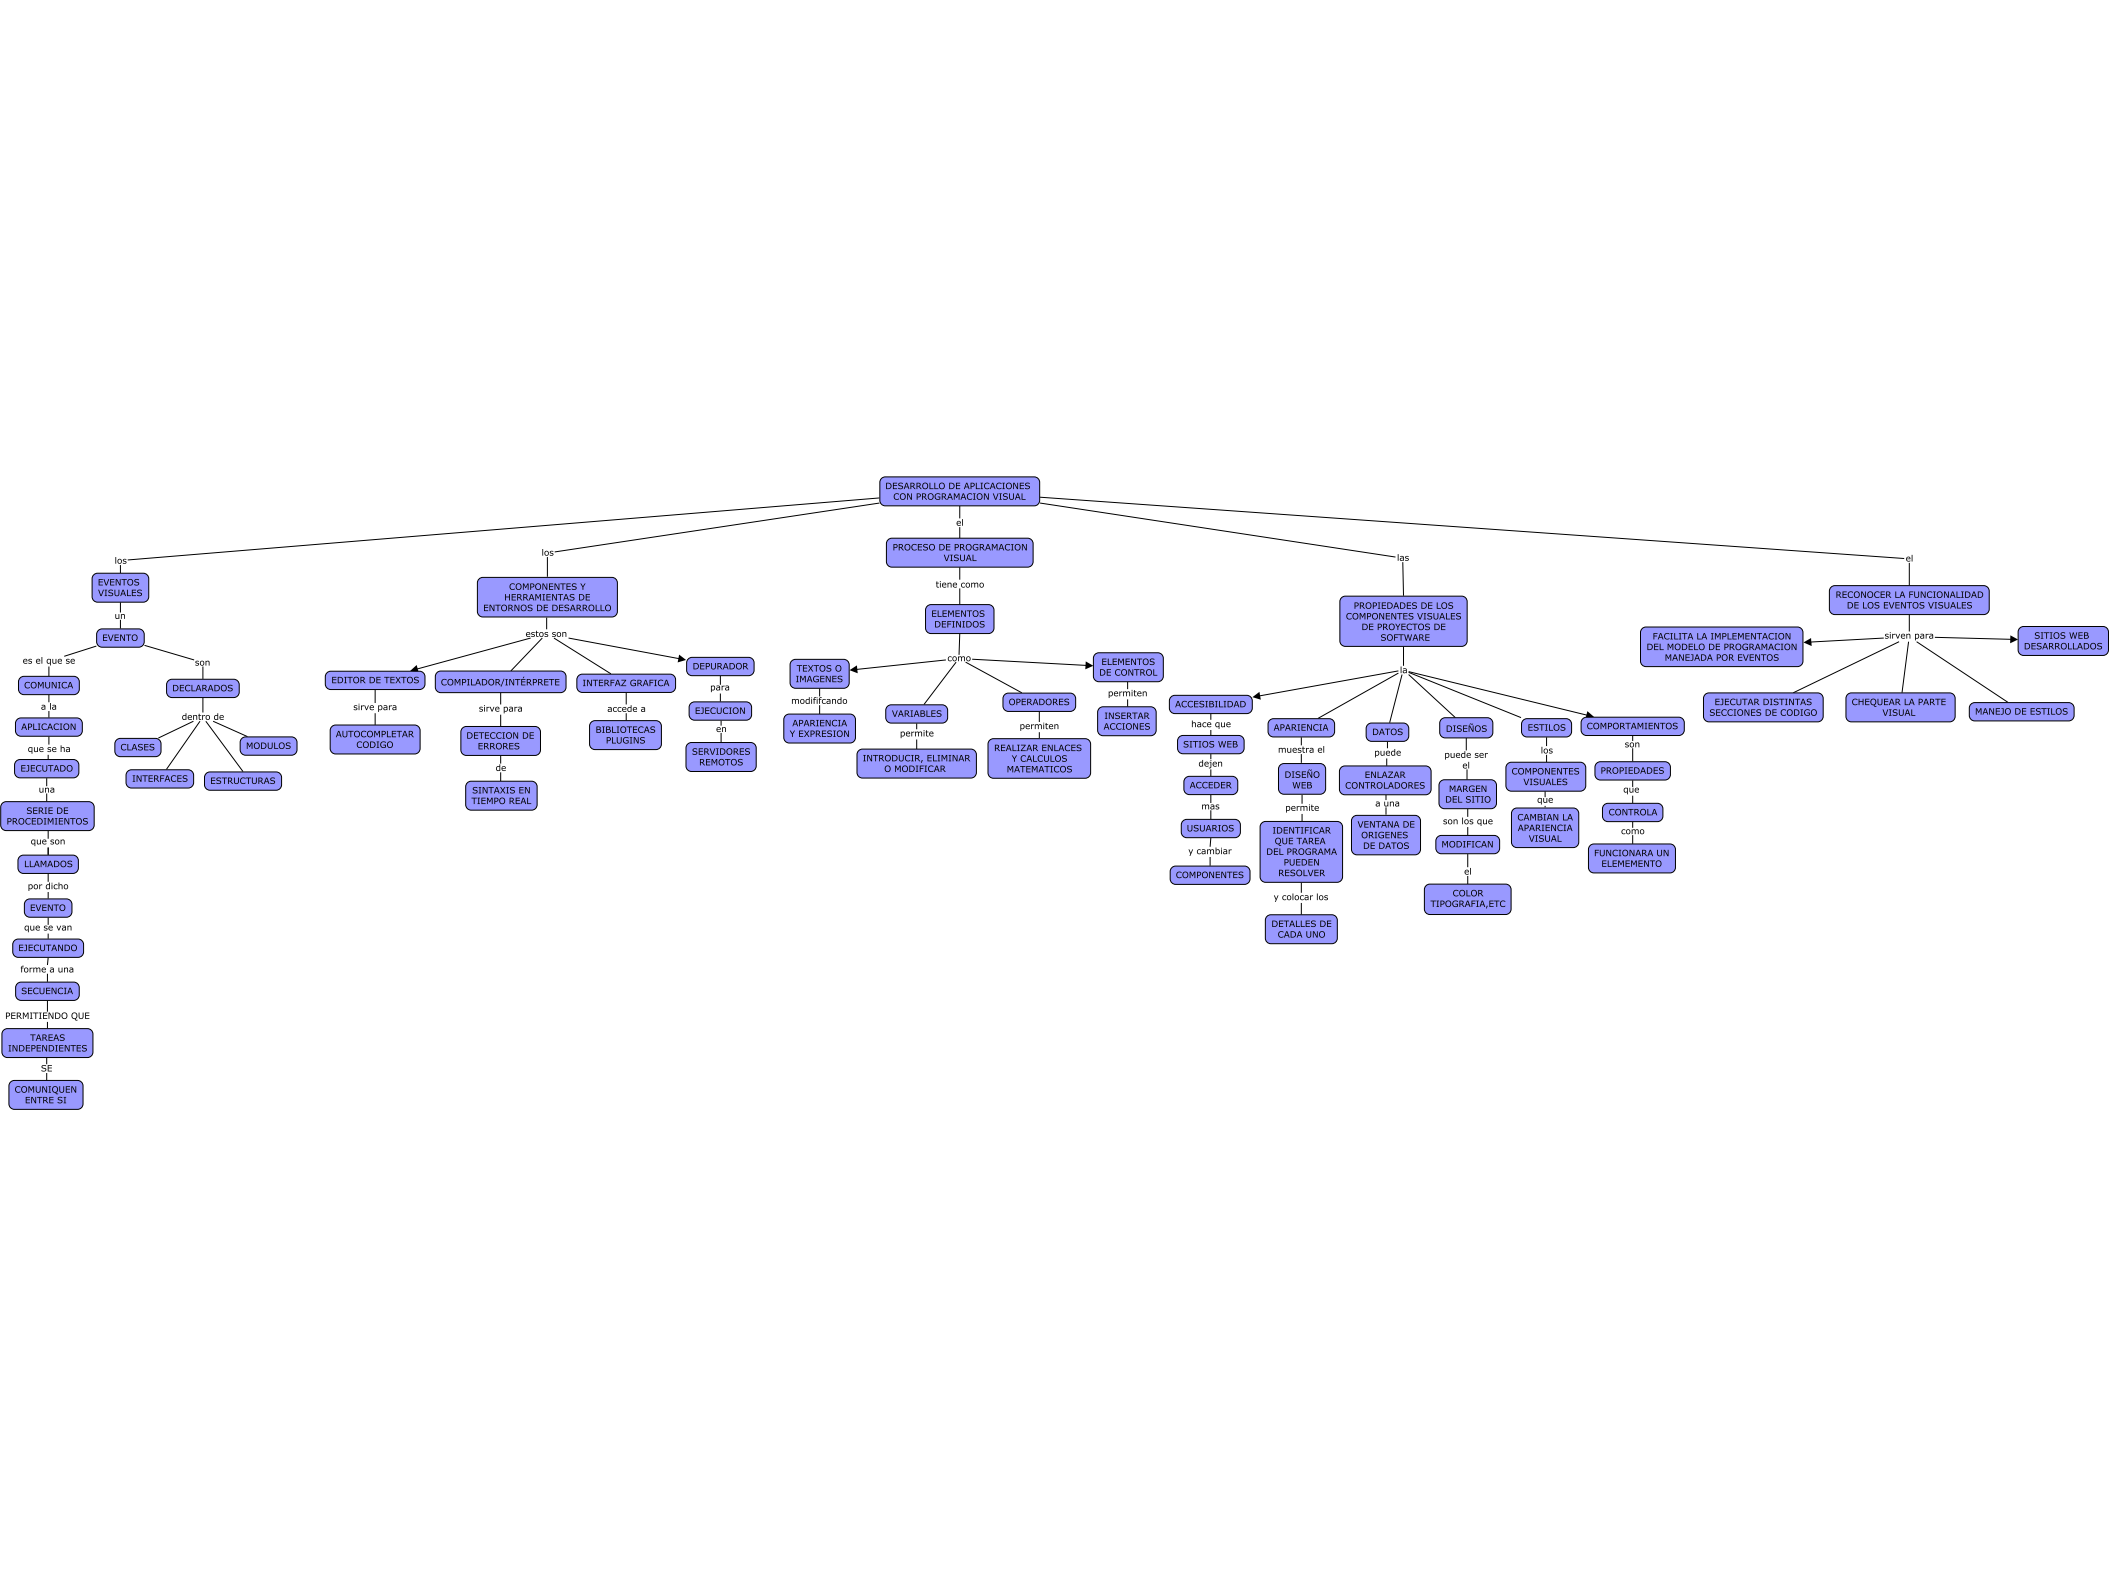 DESARROLLO DE APLICACIONES
CON PROGRAMACION VISUAL
los
EVENTOS
VISUALES
un
EVENTO
es el que se
COMUNICA
a la
APLICACION
que se ha
EJECUTADO
una
SERIE DE
PROCEDIMIENTOS
que son
LLAMADOS
por dicho
EVENTO
que se van
EJECUTANDO
forme a una
SECUENCIA
PERMITIENDO QUE
TAREAS
INDEPENDIENTES
SE
COMUNIQUEN
ENTRE SI
son
DECLARADOS
dentro de
CLASES
INTERFACES
ESTRUCTURAS
MODULOS
los
COMPONENTES Y
HERRAMIENTAS DE
ENTORNOS DE DESARROLLO
estos son
EDITOR DE TEXTOS
sirve para
AUTOCOMPLETAR
CODIGO
COMPILADOR/INTÉRPRETE
sirve para
DETECCION DE
ERRORES
de
SINTAXIS EN
TIEMPO REAL
INTERFAZ GRAFICA
accede a
BIBLIOTECAS
PLUGINS
DEPURADOR
para
EJECUCION
en
SERVIDORES
REMOTOS
el
PROCESO DE PROGRAMACION
VISUAL
tiene como
ELEMENTOS
DEFINIDOS
como
TEXTOS O
IMAGENES
modifircando
APARIENCIA
Y EXPRESION
VARIABLES
permite
INTRODUCIR, ELIMINAR
O MODIFICAR
OPERADORES
permiten
REALIZAR ENLACES
Y CALCULOS
MATEMATICOS
ELEMENTOS
DE CONTROL
permiten
INSERTAR
ACCIONES
las
PROPIEDADES DE LOS
COMPONENTES VISUALES
DE PROYECTOS DE
SOFTWARE
la
ACCESIBILIDAD
hace que
SITIOS WEB
dejen
ACCEDER
mas
USUARIOS
y cambiar
COMPONENTES
APARIENCIA
muestra el
DISEÑO
WEB
permite
IDENTIFICAR
QUE TAREA
DEL PROGRAMA
PUEDEN
RESOLVER
y colocar los
DETALLES DE
CADA UNO
DATOS
puede
ENLAZAR
CONTROLADORES
a una
VENTANA DE
ORIGENES
DE DATOS
DISEÑOS
puede ser
el
MARGEN
DEL SITIO
son los que
MODIFICAN
el
COLOR
TIPOGRAFIA,ETC
ESTILOS
los
COMPONENTES
VISUALES
que
CAMBIAN LA
APARIENCIA
VISUAL
COMPORTAMIENTOS
son
PROPIEDADES
que
CONTROLA
como
FUNCIONARA UN
ELEMEMENTO
el
RECONOCER LA FUNCIONALIDAD
DE LOS EVENTOS VISUALES
sirven para
FACILITA LA IMPLEMENTACION
DEL MODELO DE PROGRAMACION
MANEJADA POR EVENTOS
EJECUTAR DISTINTAS
SECCIONES DE CODIGO
CHEQUEAR LA PARTE
VISUAL
MANEJO DE ESTILOS
SITIOS WEB
DESARROLLADOS